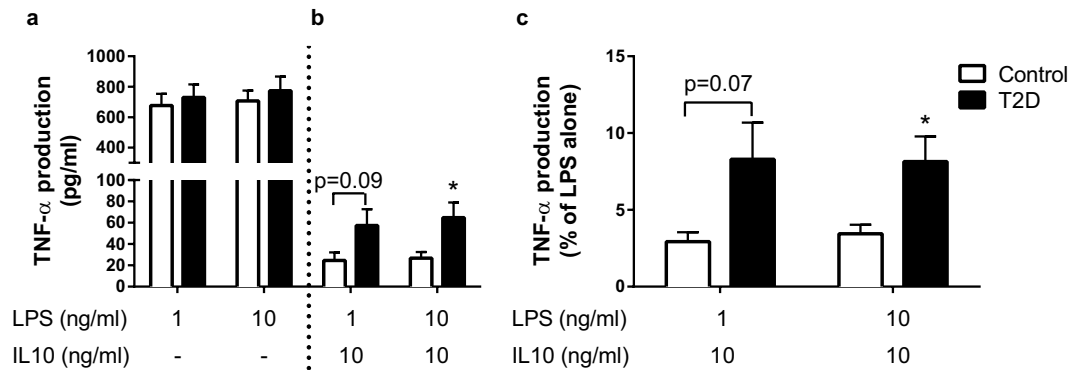 a
b
c
TNF-α production
(pg/ml)
1000
800
600
400
100
80
60
40
20
0
p=0.09
*
LPS (ng/ml)
1
10
1
10
IL10 (ng/ml)
-
-
10
10
TNF-α production
(% of LPS alone)
15
10
5
0
p=0.07
*
Control
T2D
LPS (ng/ml)
1
10
IL10 (ng/ml)
10
10